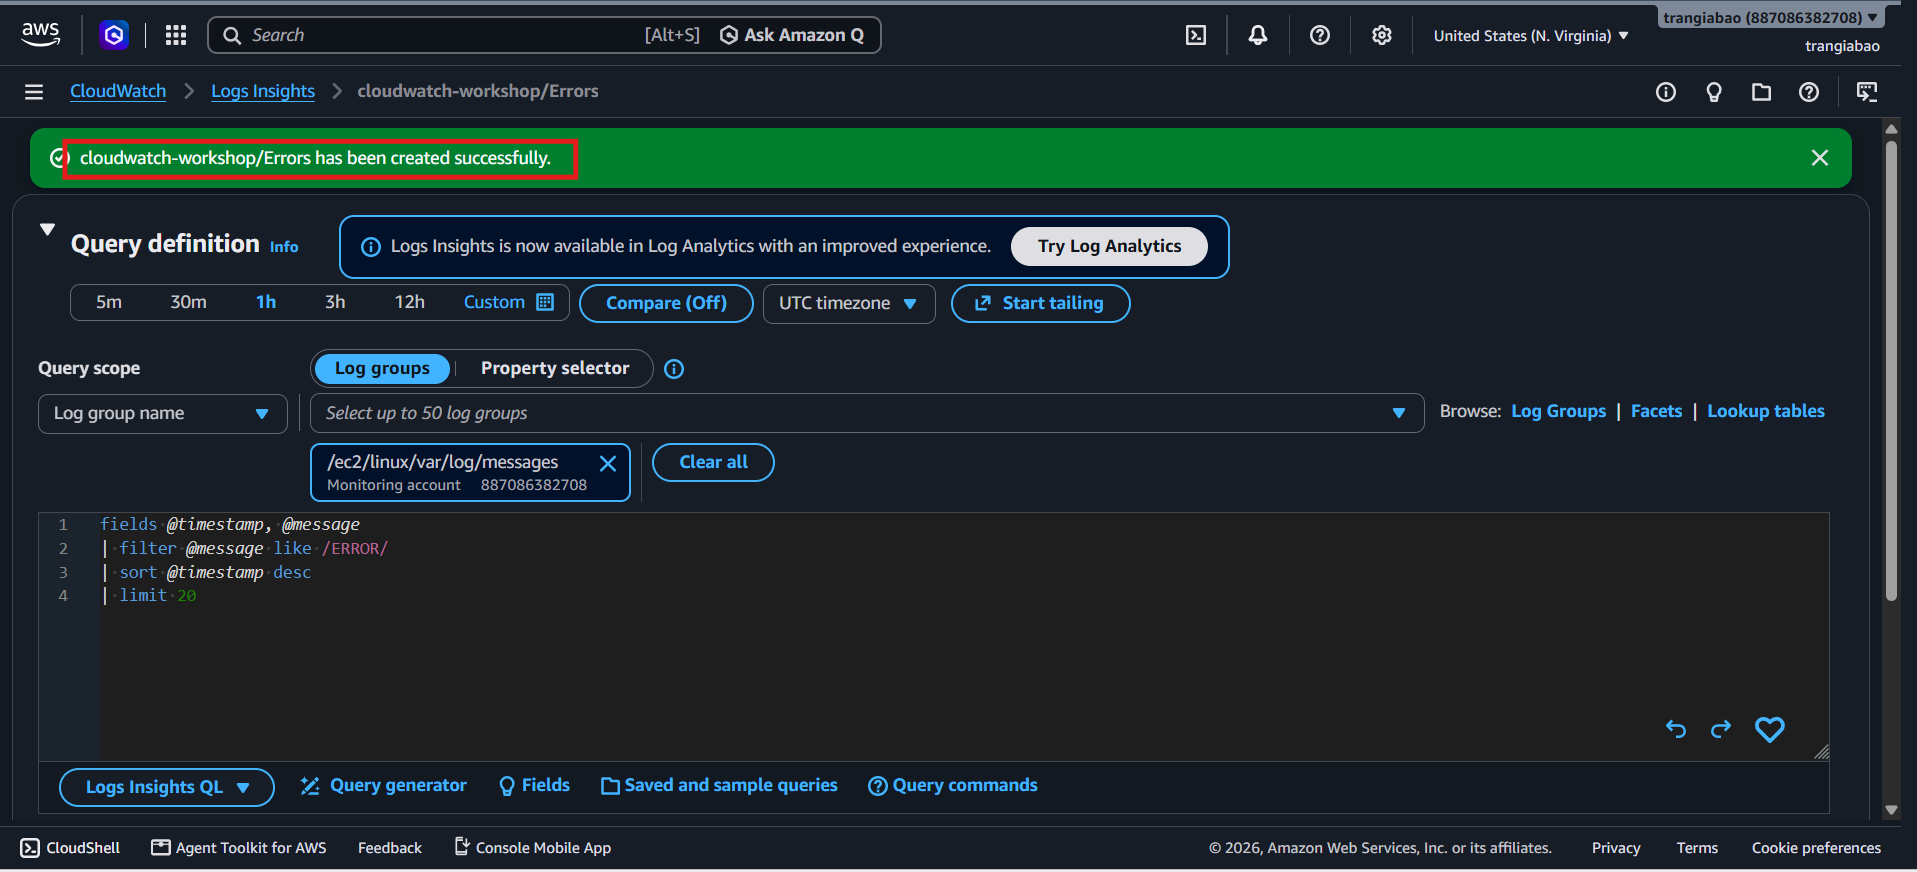 aws
Search [Alt+S] Ask Amazon Q
United States (N. Virginia)
trangiabao (887086382708)
trangiabao
CloudWatch > Logs Insights > cloudwatch-workshop/Errors
cloudwatch-workshop/Errors has been created successfully.
Query definition Info
Logs Insights is now available in Log Analytics with an improved experience. Try Log Analytics
5m 30m 1h 3h 12h Custom Compare (Off) UTC timezone Start tailing
Query scope Log groups | Property selector
Log group name Select up to 50 log groups Browse: Log Groups | Facets | Lookup tables
/ec2/linux/var/log/messages
Monitoring account 887086382708
Clear all
1 fields @timestamp, @message
2 | filter @message like /ERROR/
3 | sort @timestamp desc
4 | limit 20
Logs Insights QL Query generator Fields Saved and sample queries Query commands
CloudShell Agent Toolkit for AWS Feedback Console Mobile App © 2026, Amazon Web Services, Inc. or its affiliates. Privacy Terms Cookie preferences